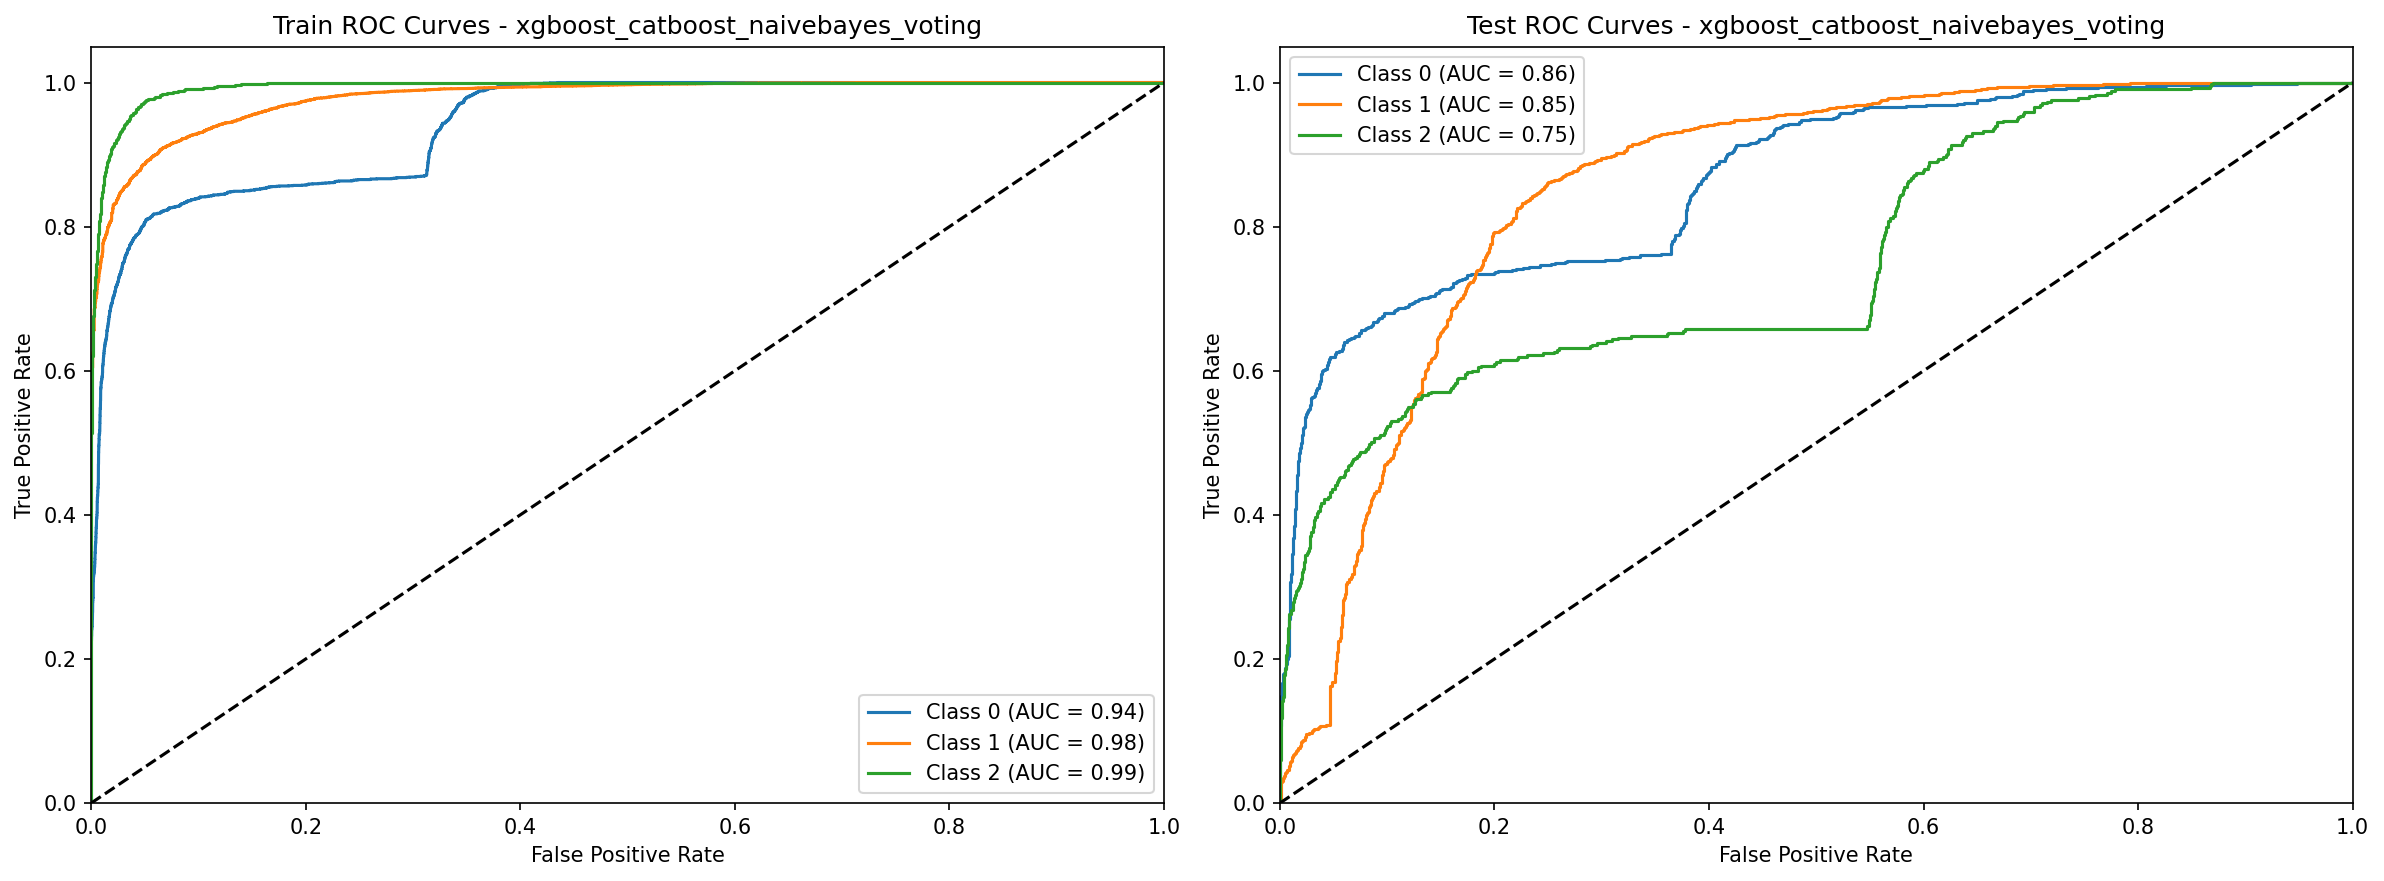 Train ROC Curves - xgboost_catboost_naivebayes_voting
True Positive Rate
1.0
0.8
0.6
0.4
0.2
0.0
Class 0 (AUC = 0.94)
Class 1 (AUC = 0.98)
Class 2 (AUC = 0.99)
0.0 0.2 0.4 0.6 0.8 1.0
False Positive Rate
Test ROC Curves - xgboost_catboost_naivebayes_voting
True Positive Rate
1.0
0.8
0.6
0.4
0.2
0.0
Class 0 (AUC = 0.86)
Class 1 (AUC = 0.85)
Class 2 (AUC = 0.75)
0.0 0.2 0.4 0.6 0.8 1.0
False Positive Rate